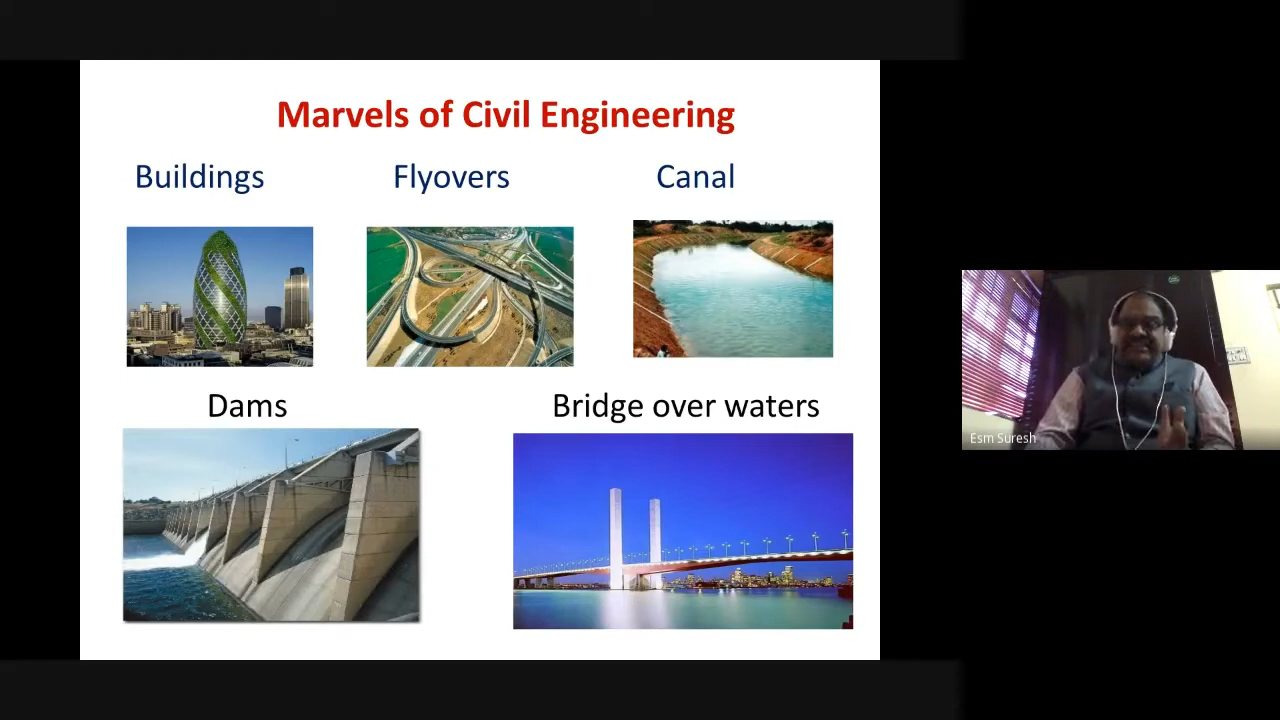 Marvels of Civil Engineering
Buildings
Flyovers
Canal
Dams
Bridge over waters
Esm Suresh